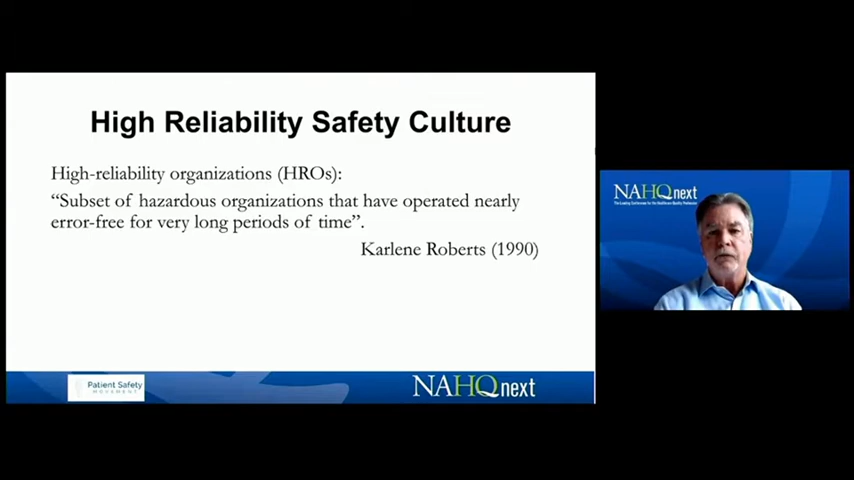 High Reliability Safety Culture
High-reliability organizations (HROs):
“Subset of hazardous organizations that have operated nearly
error-free for very long periods of time”.
Karlene Roberts (1990)
Patient Safety
MOVEMENT
NAHQnext
NAHQnext
The Leading Conference for the Healthcare Quality Profession